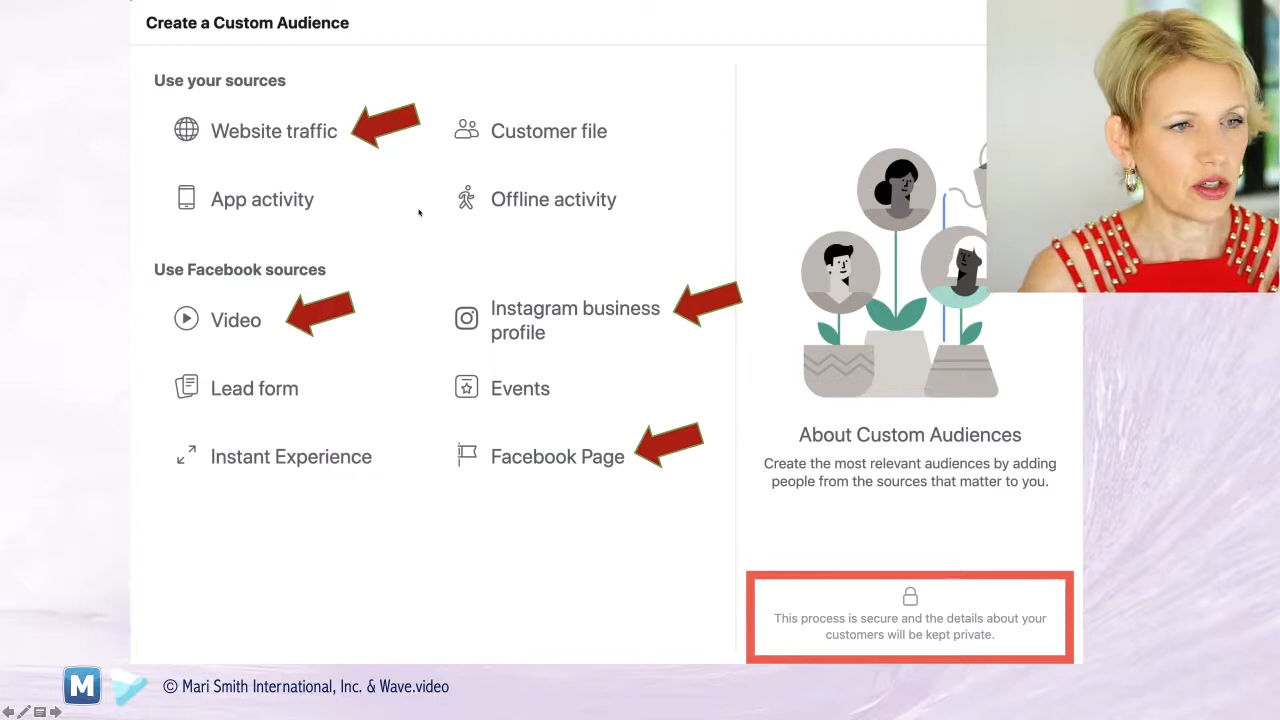 Create a Custom Audience
Use your sources
Website traffic
Customer file
App activity
Offline activity
Use Facebook sources
Video
Instagram business
profile
Lead form
Events
Instant Experience
Facebook Page
About Custom Audiences
Create the most relevant audiences by adding
people from the sources that matter to you.
This process is secure and the details about your
customers will be kept private.
M
© Mari Smith International, Inc. & Wave.video